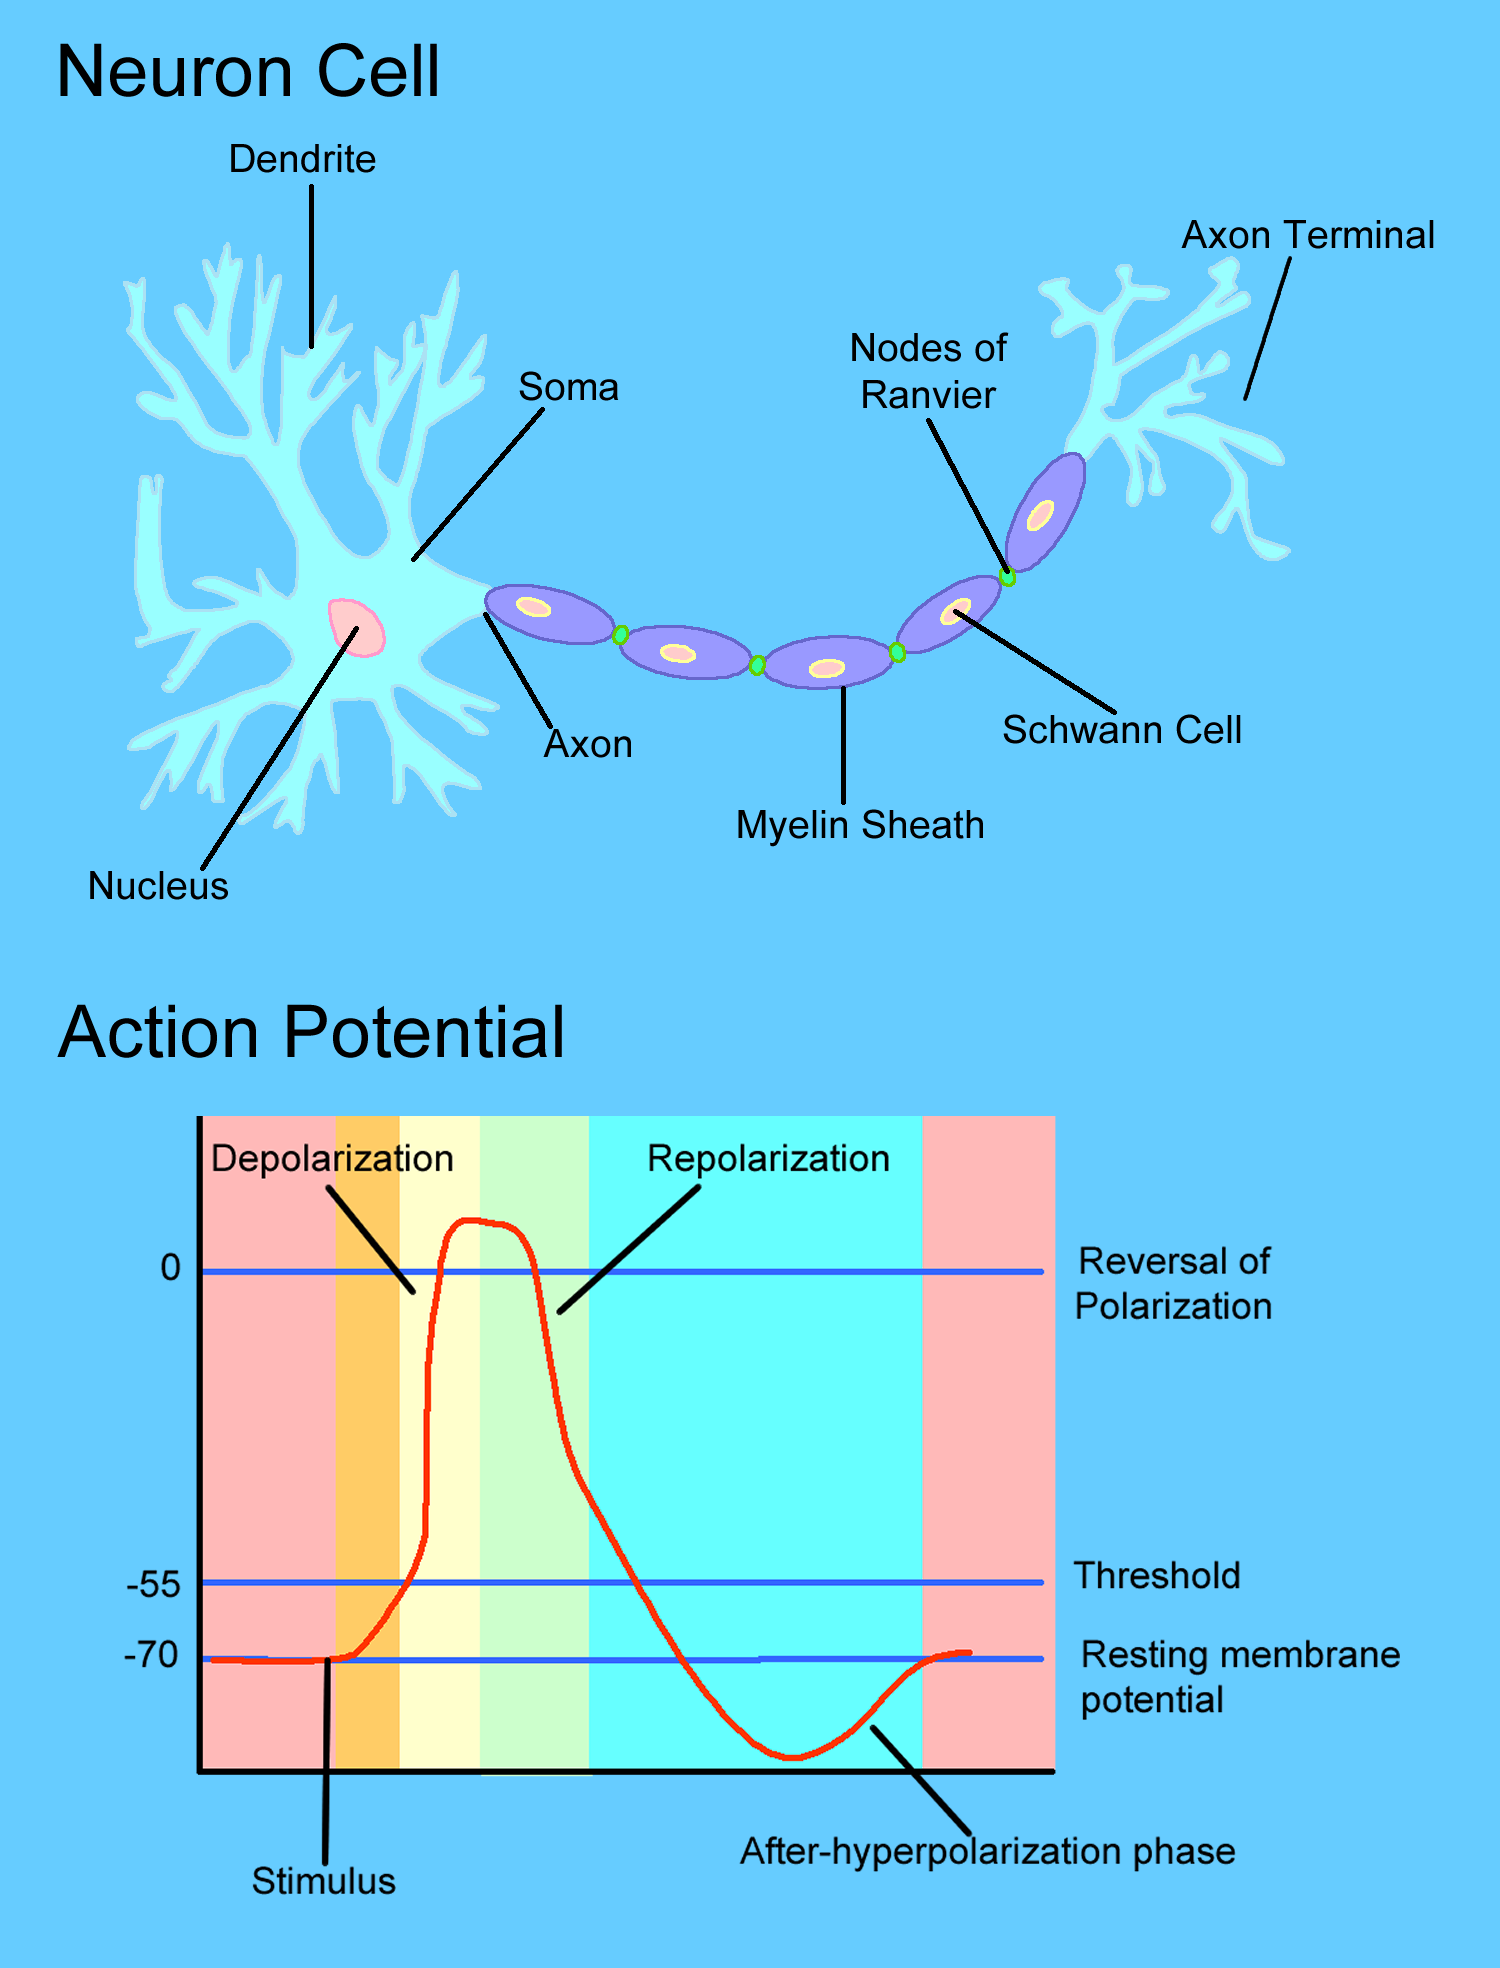 Neuron Cell
Dendrite
Axon Terminal
Nodes of
Ranvier
Soma
Schwann Cell
Axon
Myelin Sheath
Nucleus
Action Potential
Depolarization
Repolarization
0
Reversal of
Polarization
-55
Threshold
-70
Resting membrane
potential
After-hyperpolarization phase
Stimulus